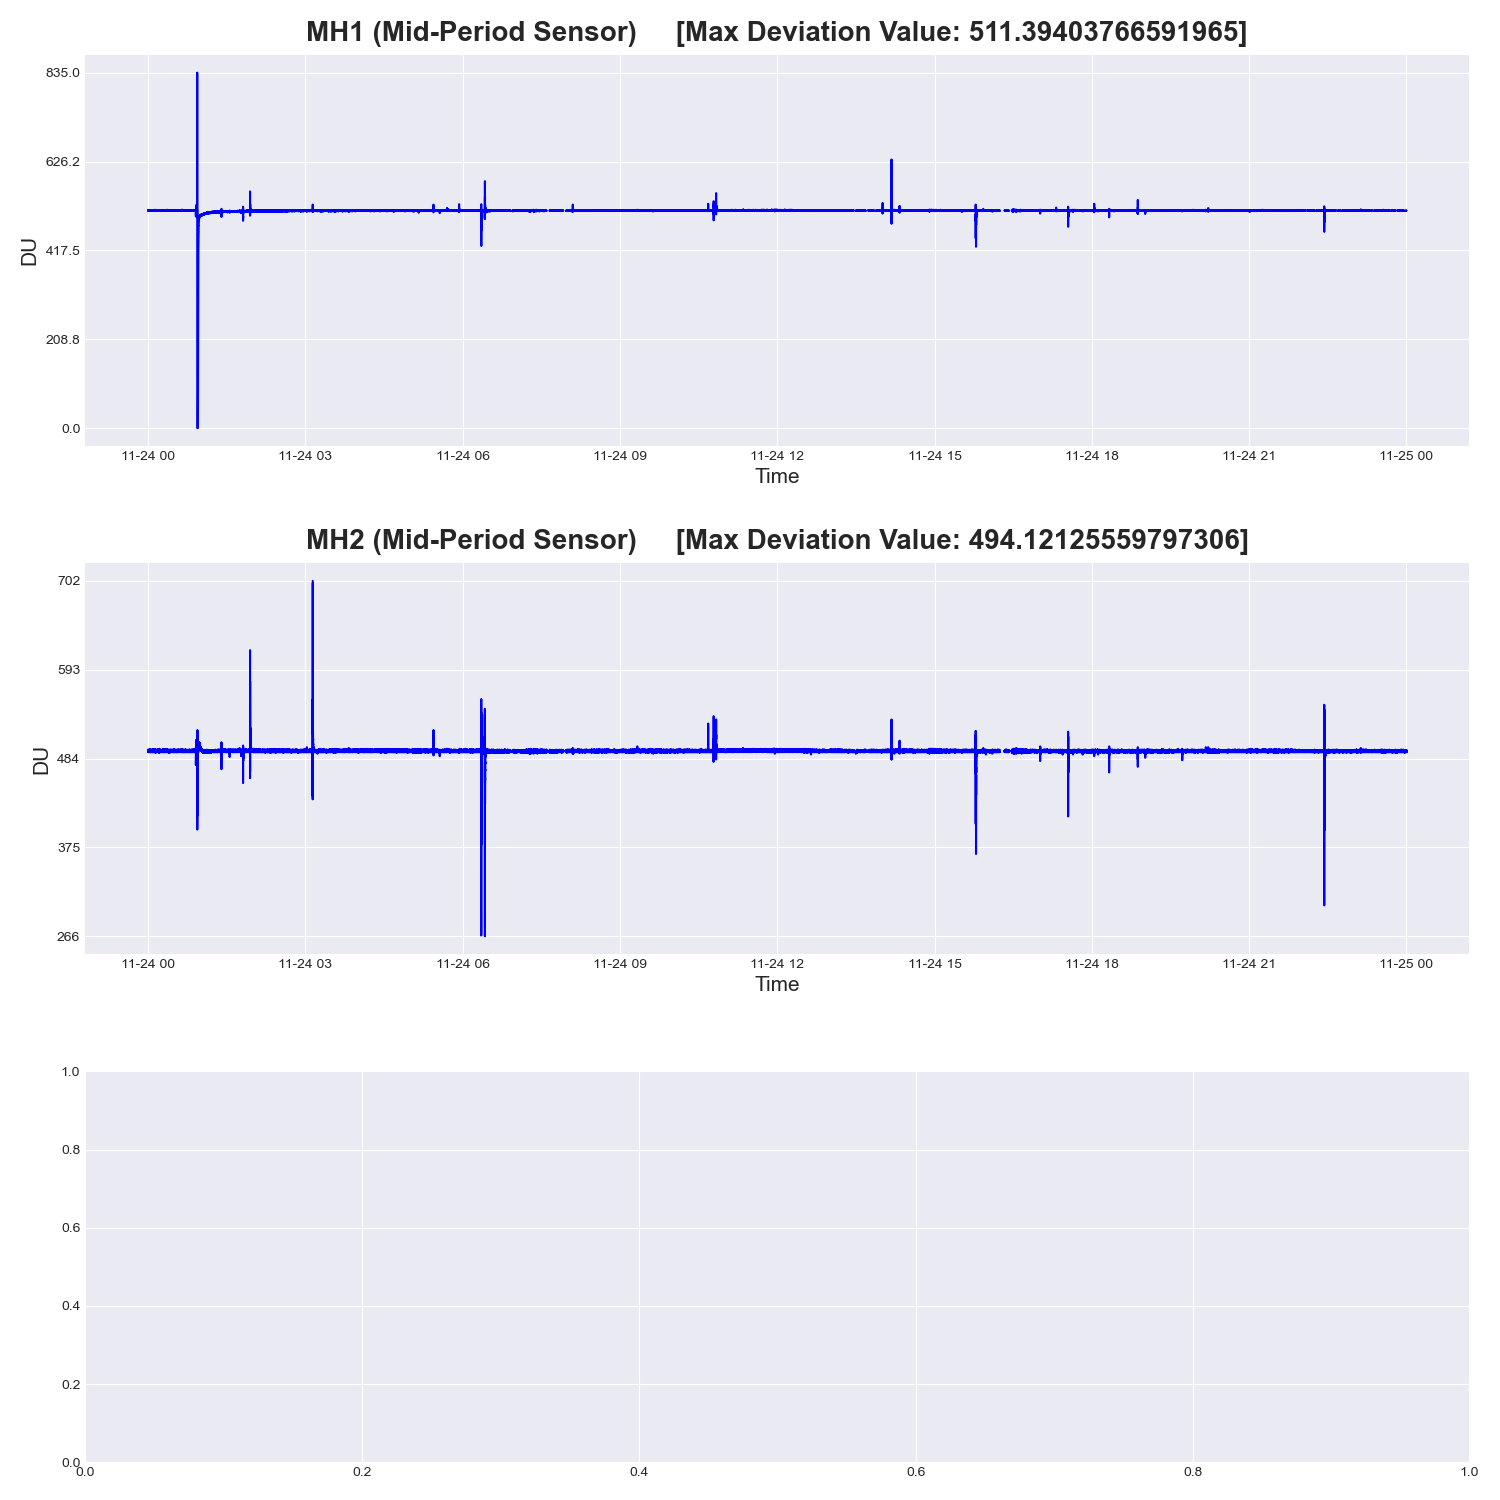 MH1 (Mid-Period Sensor) [Max Deviation Value: 511.39403766591965]
835.0
626.2
417.5
208.8
0.0
DU
11-24 00 11-24 03 11-24 06 11-24 09 11-24 12 11-24 15 11-24 18 11-24 21 11-25 00
Time
MH2 (Mid-Period Sensor) [Max Deviation Value: 494.12125559797306]
702
593
484
375
266
DU
11-24 00 11-24 03 11-24 06 11-24 09 11-24 12 11-24 15 11-24 18 11-24 21 11-25 00
Time
1.0
0.8
0.6
0.4
0.2
0.0
0.0 0.2 0.4 0.6 0.8 1.0